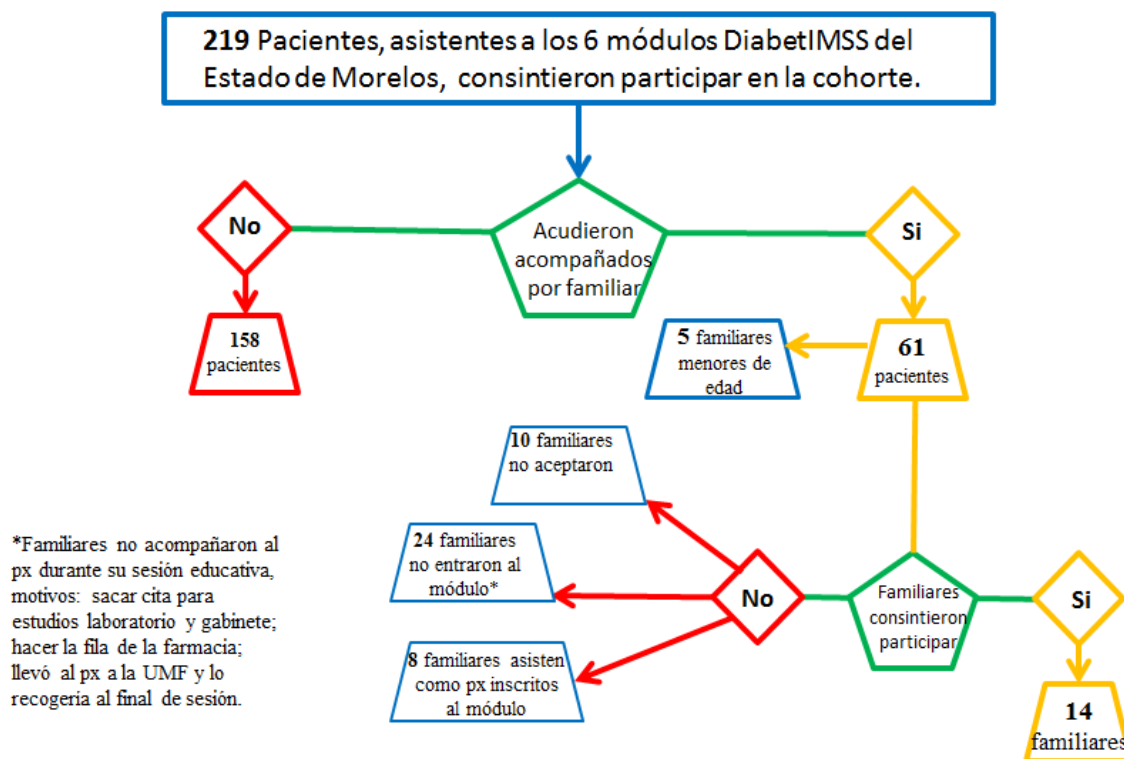 219 Pacientes, asistentes a los 6 módulos DiabetIMSS del
Estado de Morelos, consintieron participar en la cohorte.
No
Acudieron
acompañados
por familiar
Si
158
pacientes
5 familiares
menores de
edad
61
pacientes
10 familiares
no aceptaron
24 familiares
no entraron al
módulo*
8 familiares asisten
como px inscritos
al módulo
No
Familiares
consintieron
participar
Si
14
familiares
*Familiares no acompañaron al
px durante su sesión educativa,
motivos: sacar cita para
estudios laboratorio y gabinete;
hacer la fila de la farmacia;
llevó al px a la UMF y lo
recogería al final de sesión.